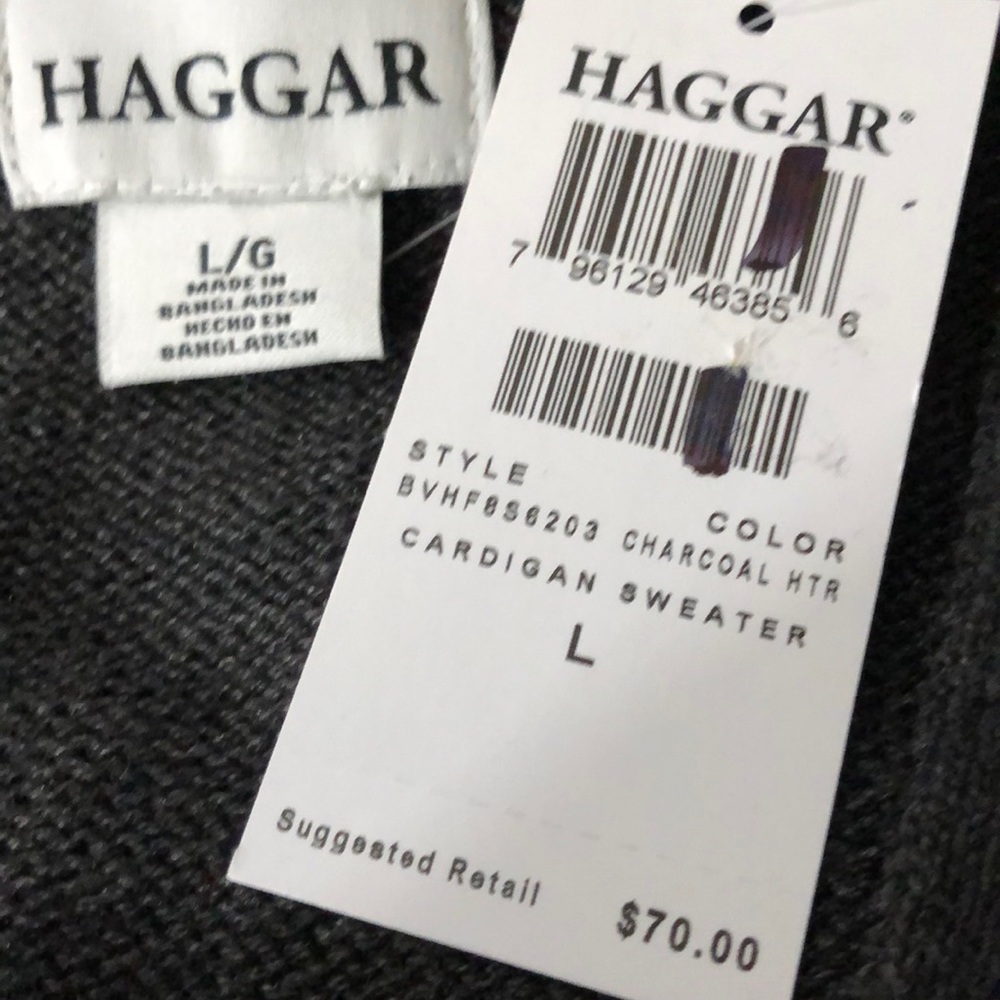 HAGGAR
L/G
MADE IN
BANGLADESH
HECHO EN
BANGLADESH
HAGGAR®
7 96129 46385 6
STYLE COLOR
BVHF8S6203 CHARCOAL HTR
CARDIGAN SWEATER
L
Suggested Retail $70.00